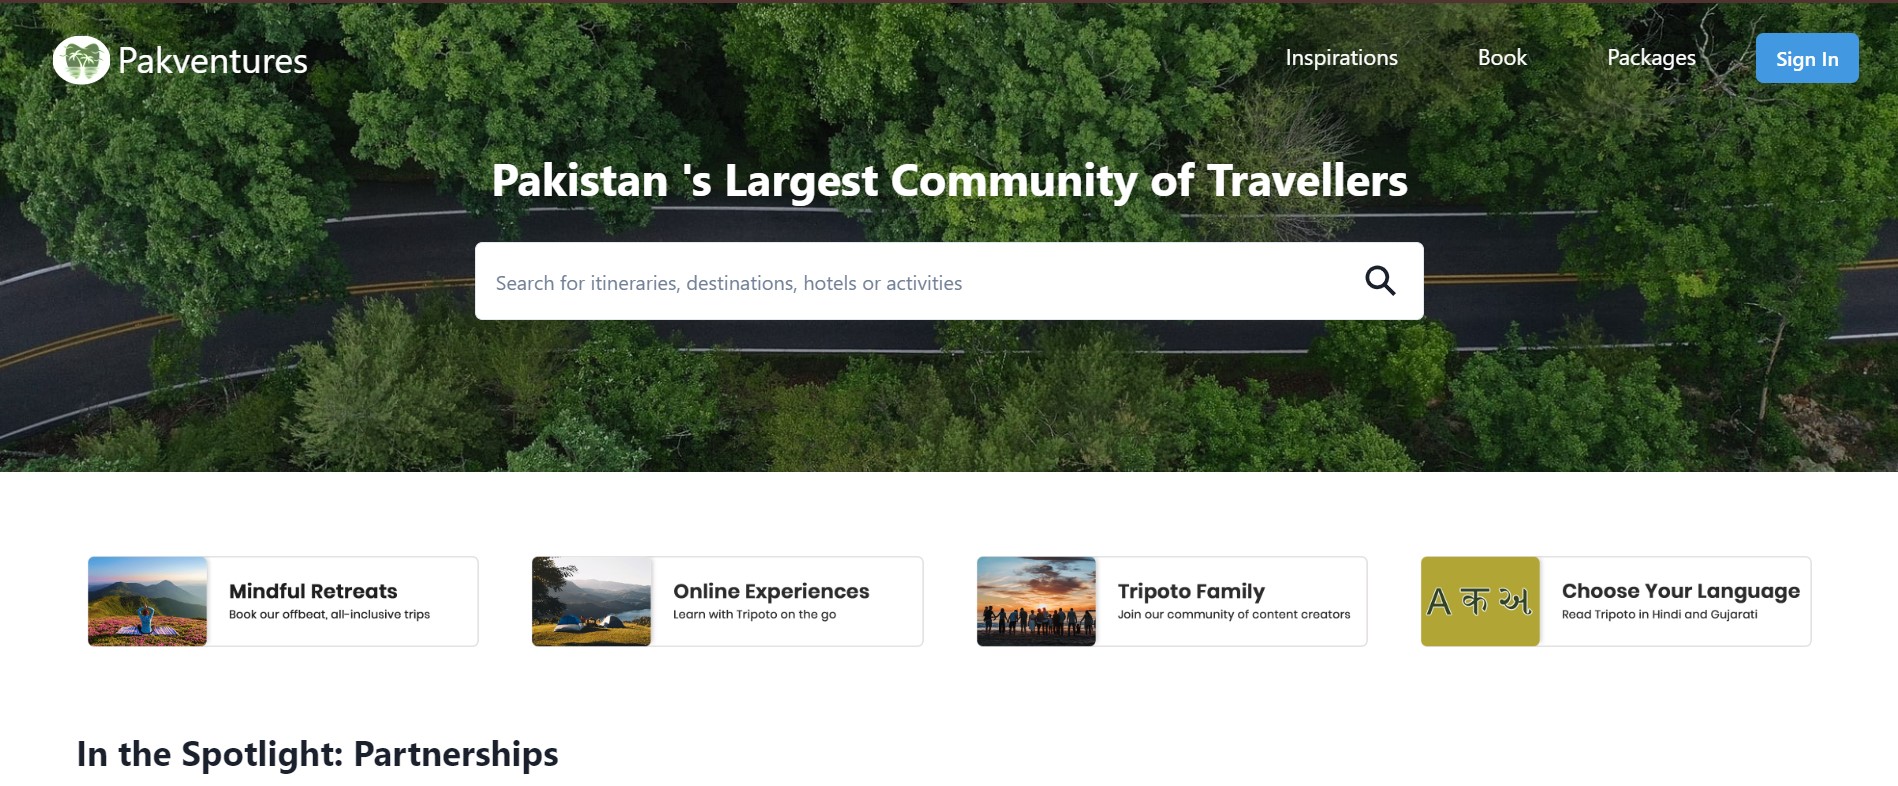 Pakventures
Inspirations
Book
Packages
Sign In
Pakistan 's Largest Community of Travellers
Search for itineraries, destinations, hotels or activities
Mindful Retreats
Book our offbeat, all-inclusive trips
Online Experiences
Learn with Tripoto on the go
Tripoto Family
Join our community of content creators
A क અ
Choose Your Language
Read Tripoto in Hindi and Gujarati
In the Spotlight: Partnerships